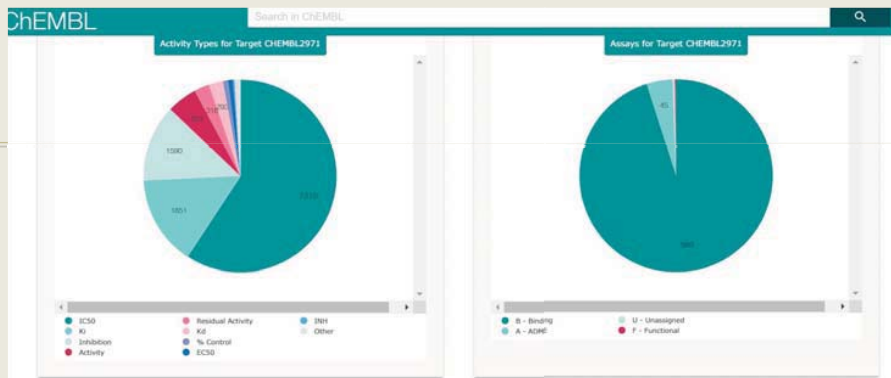 ChEMBL
Search in ChEMBL
Activity Types for Target CHEMBL2971
1590
1851
IC50
Ki
Inhibition
Activity
Residual Activity
Kd
% Control
EC50
INH
Other
Assays for Target CHEMBL2971
45
B - Binding
A - ADME
U - Unassigned
F - Functional